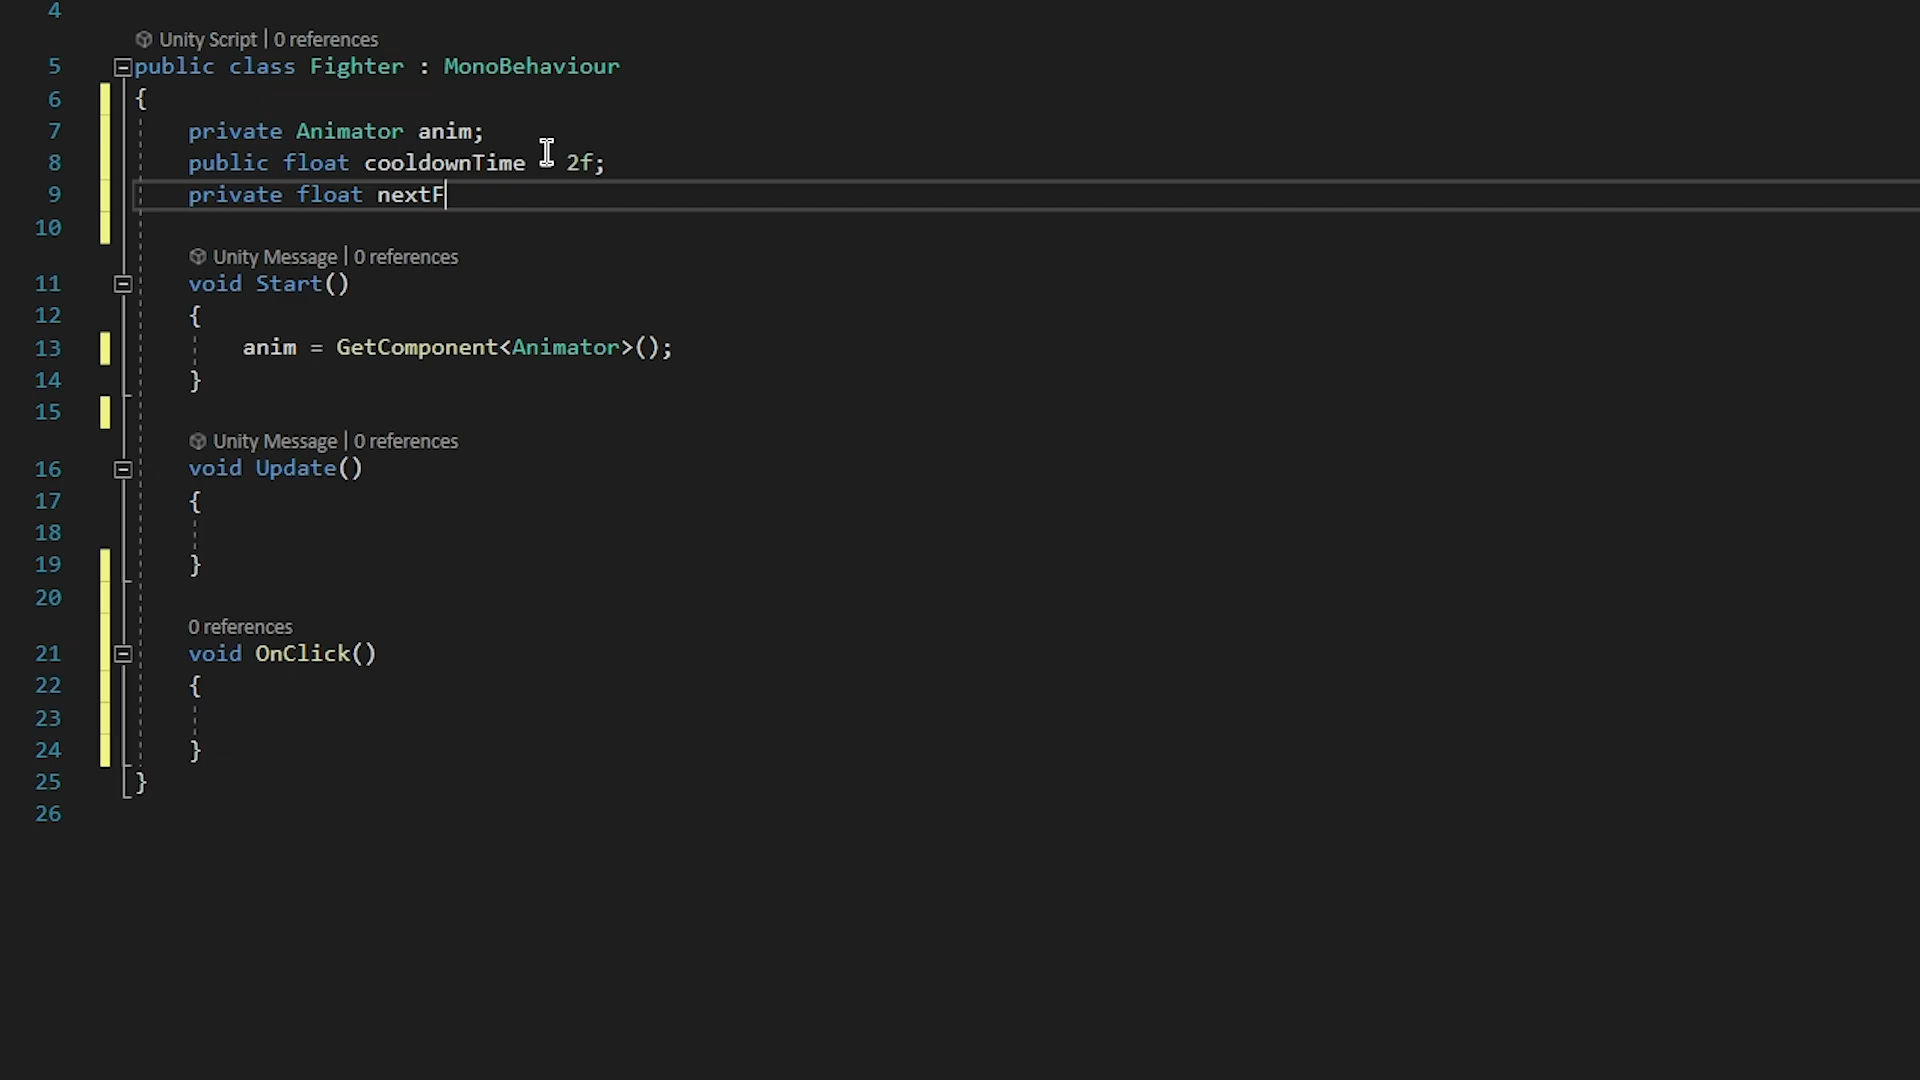 4
Unity Script | 0 references
5 public class Fighter : MonoBehaviour
6 {
7 private Animator anim;
8 public float cooldownTime 2f;
9 private float nextF
10
Unity Message | 0 references
11 void Start()
12 {
13 anim = GetComponent<Animator>();
14 }
15
Unity Message | 0 references
16 void Update()
17 {
18
19 }
20
0 references
21 void OnClick()
22 {
23
24 }
25 }
26